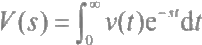 V(s) = ∫₀^∞ v(t)e^{-st}dt